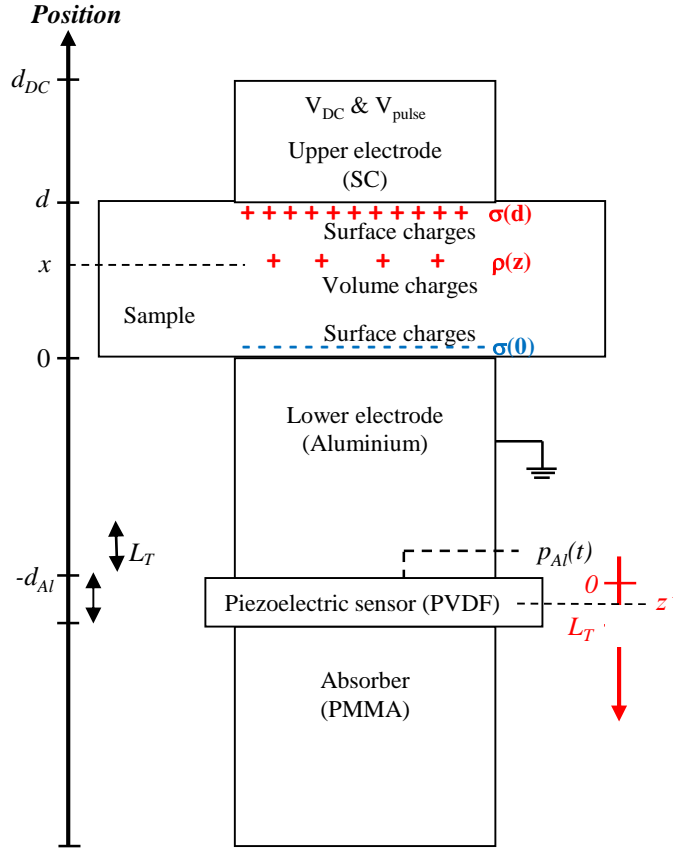 Position
d_DC
V_DC & V_pulse
Upper electrode
(SC)
d
σ(d)
Surface charges
x
ρ(z)
Volume charges
Sample
Surface charges
σ(0)
0
Lower electrode
(Aluminium)
L_T
p_Al(t)
-d_Al
0
Piezoelectric sensor (PVDF)
z'
L_T
Absorber
(PMMA)